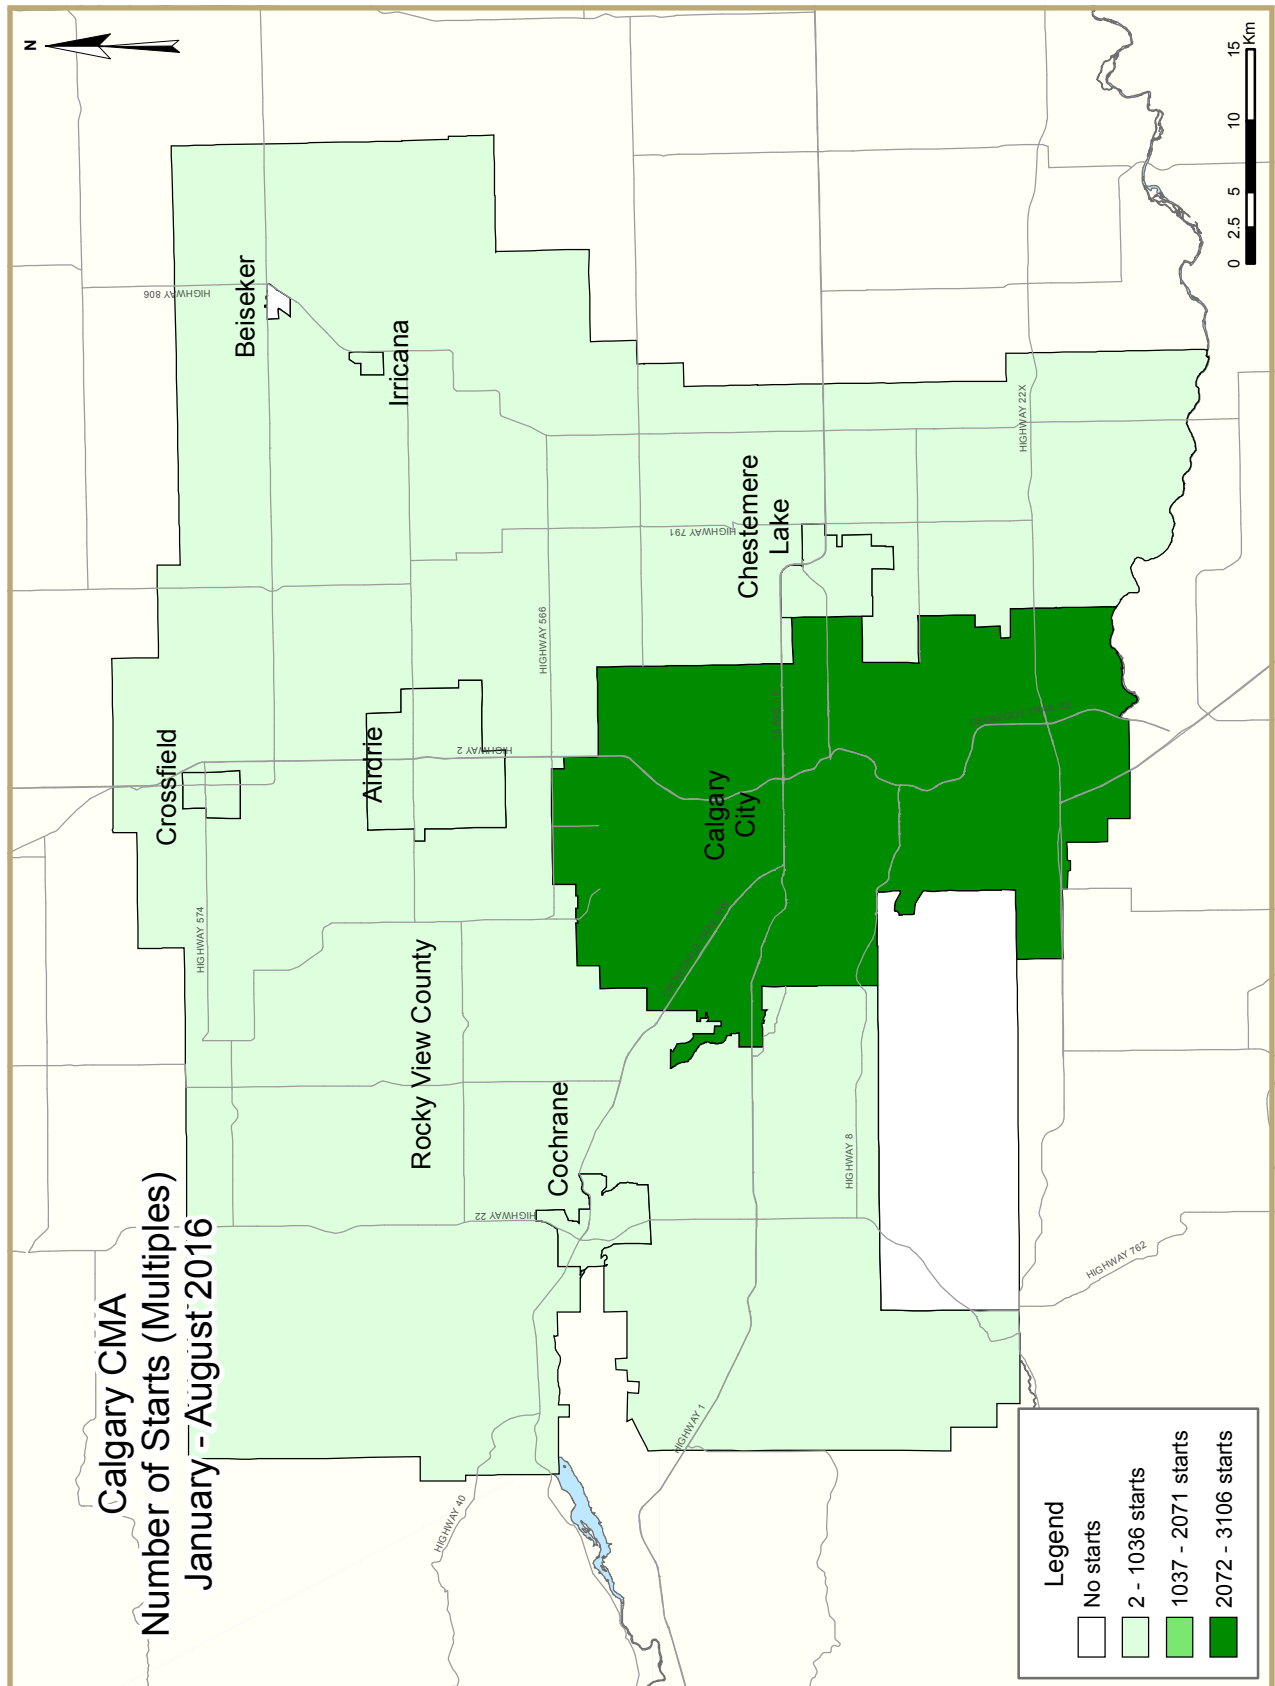 Calgary CMA
Number of Starts (Multiples)
January - August 2016
N
Crossfield
Beiseker
Irricana
Airdrie
Rocky View County
Cochrane
Chestemere
Lake
Calgary
City
HIGHWAY 806
HIGHWAY 574
HIGHWAY 2
HIGHWAY 566
HIGHWAY 791
HIGHWAY 22
HIGHWAY 22X
HIGHWAY 8
HIGHWAY 40
HIGHWAY 1
HIGHWAY 762
Legend
No starts
2 - 1036 starts
1037 - 2071 starts
2072 - 3106 starts
0 2.5 5 10 15
Km